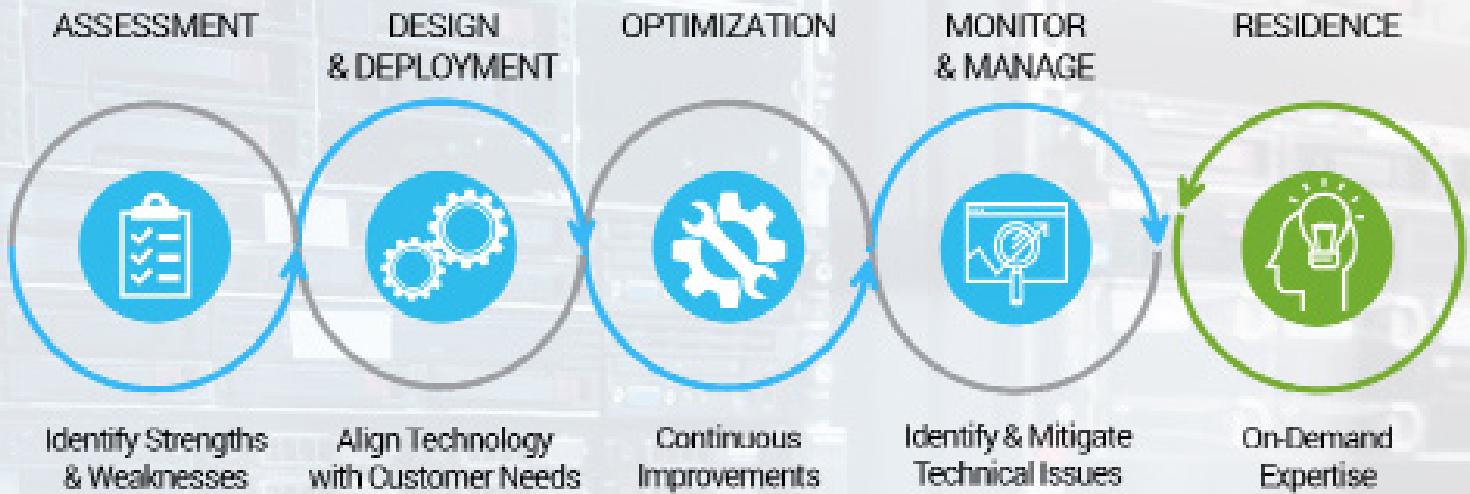 ASSESSMENT
DESIGN
& DEPLOYMENT
OPTIMIZATION
MONITOR
& MANAGE
RESIDENCE
Identify Strengths
& Weaknesses
Align Technology
with Customer Needs
Continuous
Improvements
Identify & Mitigate
Technical Issues
On-Demand
Expertise